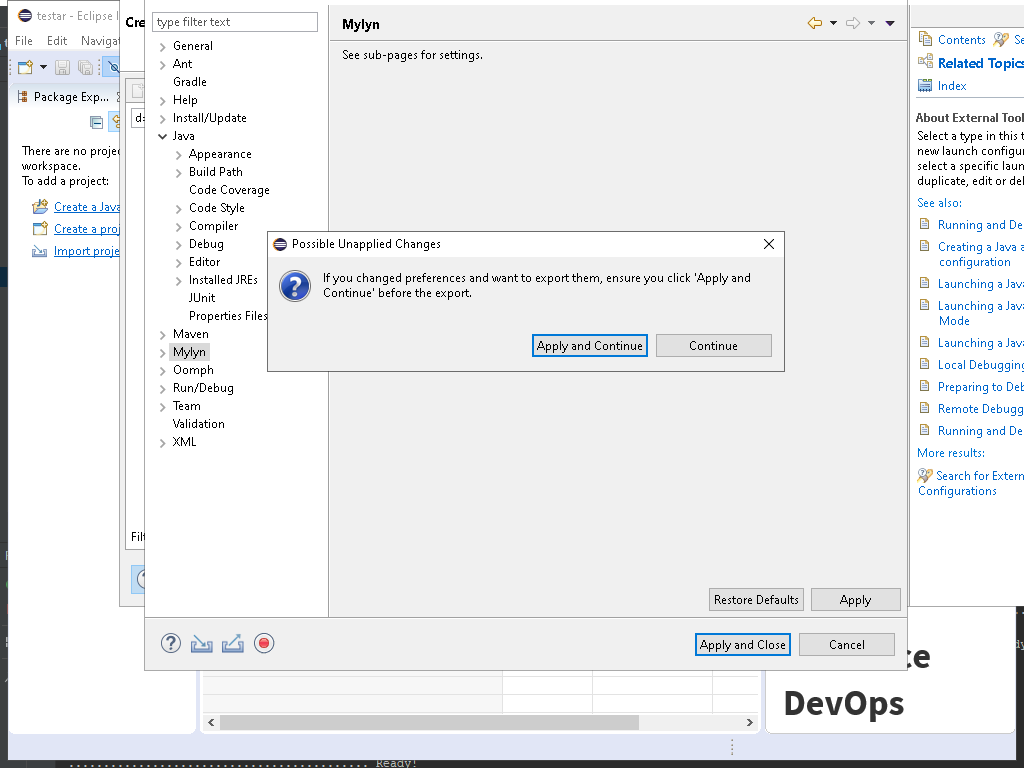 testar - Eclipse I
File Edit Navigat
Package Exp...
There are no proje
workspace.
To add a project:
Create a Java
Create a proj
Import proje
Cre
type filter text
General
Ant
Gradle
Help
Install/Update
Java
Appearance
Build Path
Code Coverage
Code Style
Compiler
Debug
Editor
Installed JREs
JUnit
Properties Files
Maven
Mylyn
Oomph
Run/Debug
Team
Validation
XML
Filt
Mylyn
See sub-pages for settings.
Possible Unapplied Changes
If you changed preferences and want to export them, ensure you click 'Apply and
Continue' before the export.
Apply and Continue
Continue
Restore Defaults
Apply
Apply and Close
Cancel
Contents Se
Related Topics
Index
About External Tool
Select a type in this t
new launch configur
select a specific laun
duplicate, edit or del
See also:
Running and De
Creating a Java a
configuration
Launching a Java
Launching a Java
Mode
Launching a Java
Local Debugging
Preparing to Deb
Remote Debugg
Running and De
More results:
Search for Extern
Configurations
ce
DevOps
Ready!